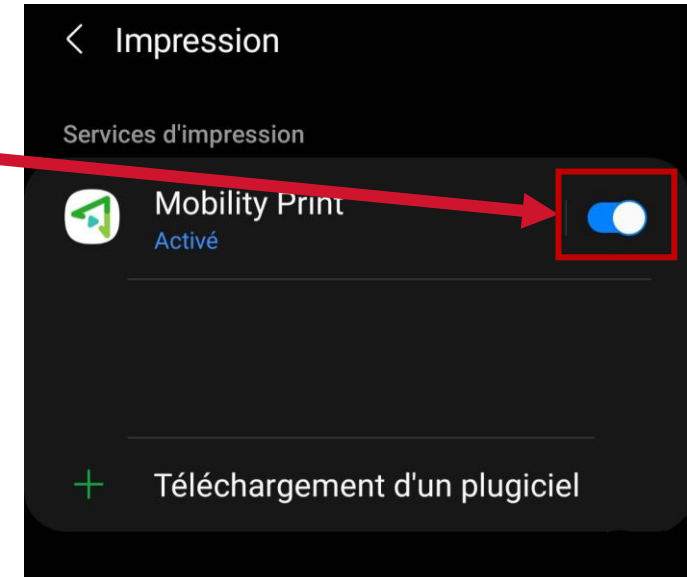 Impression
Services d'impression
Mobility Print
Activé
Téléchargement d'un plugiciel